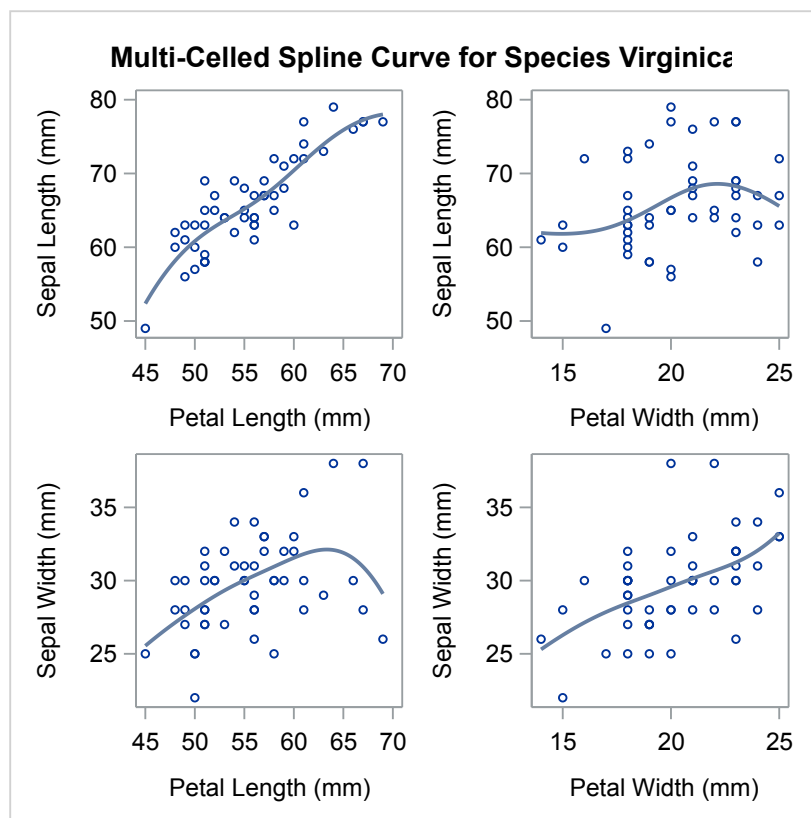 Multi-Celled Spline Curve for Species Virginica
80
70
60
50
Sepal Length (mm)
45 50 55 60 65 70
Petal Length (mm)
80
70
60
50
Sepal Length (mm)
15 20 25
Petal Width (mm)
35
30
25
Sepal Width (mm)
45 50 55 60 65 70
Petal Length (mm)
35
30
25
Sepal Width (mm)
15 20 25
Petal Width (mm)